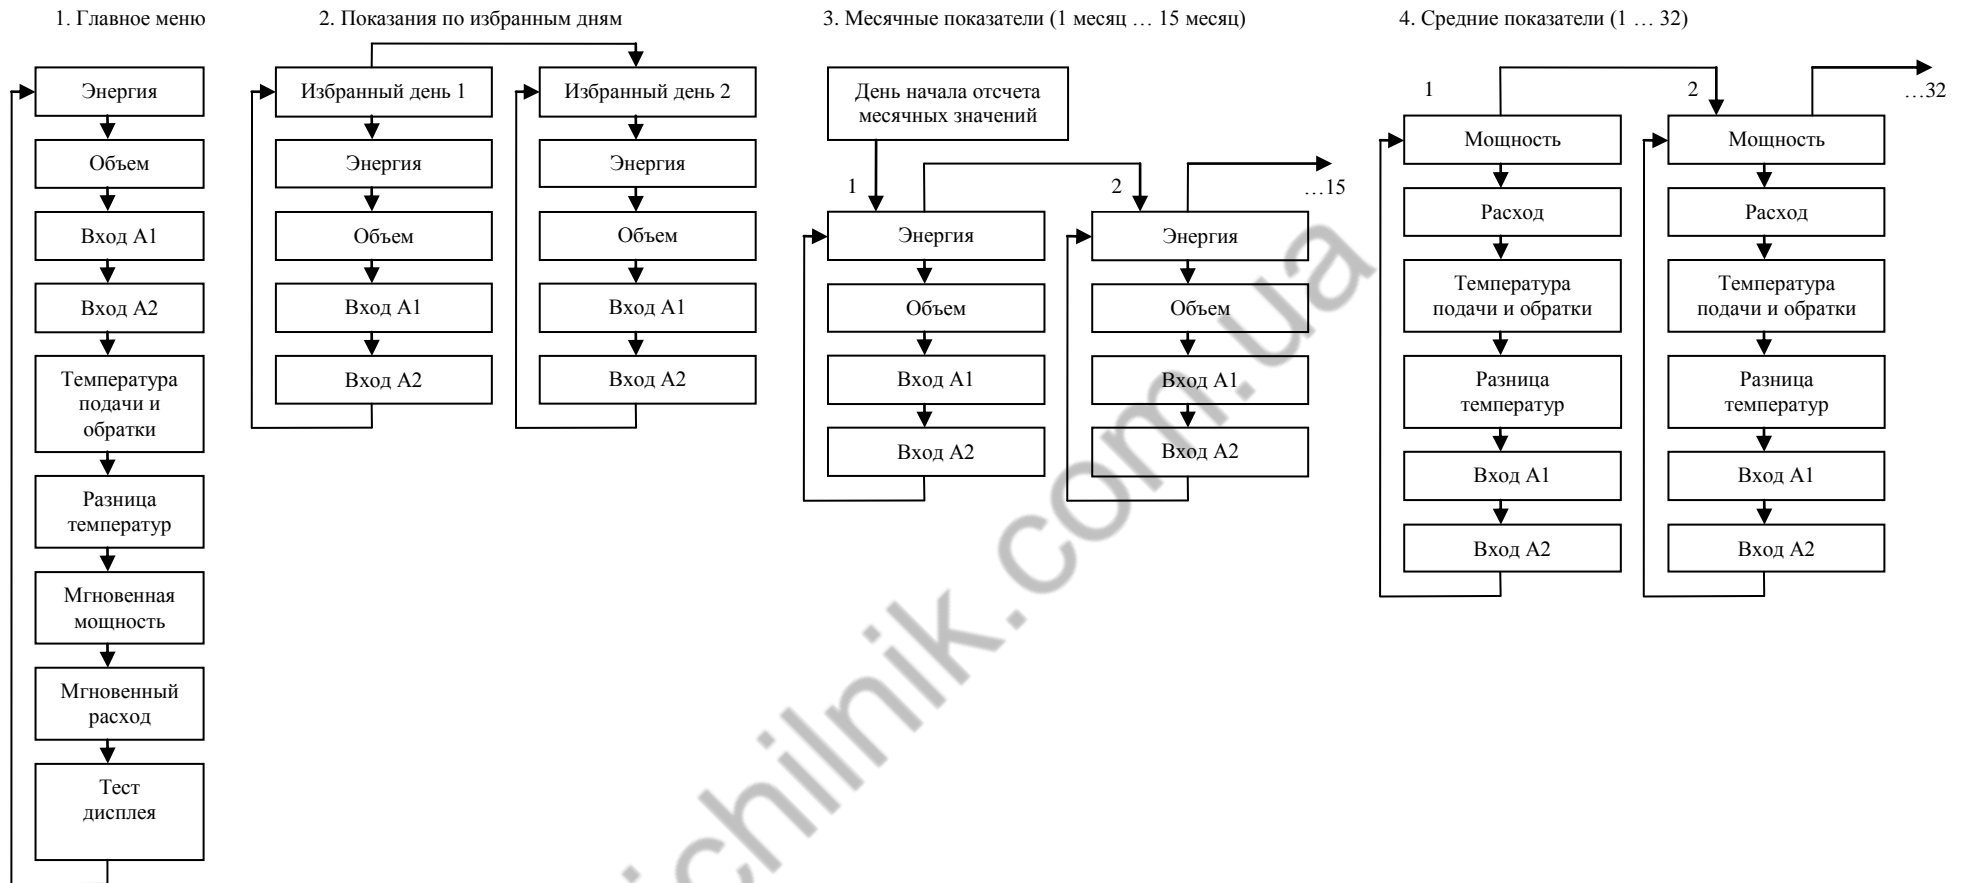 1. Главное меню
Энергия
Объем
Вход А1
Вход А2
Температура
подачи и
обратки
Разница
температур
Мгновенная
мощность
Мгновенный
расход
Тест
дисплея
2. Показания по избранным дням
Избранный день 1
Энергия
Объем
Вход А1
Вход А2
Избранный день 2
Энергия
Объем
Вход А1
Вход А2
3. Месячные показатели (1 месяц … 15 месяц)
День начала отсчета
месячных значений
1
Энергия
Объем
Вход А1
Вход А2
2
Энергия
Объем
Вход А1
Вход А2
…15
4. Средние показатели (1 … 32)
1
Мощность
Расход
Температура
подачи и обратки
Разница
температур
Вход А1
Вход А2
2
Мощность
Расход
Температура
подачи и обратки
Разница
температур
Вход А1
Вход А2
…32
ichilnik.com.ua